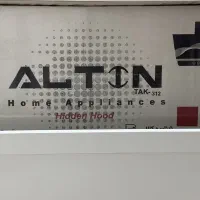 ALTON
TAK-312
Home Appliances
Hidden Hood